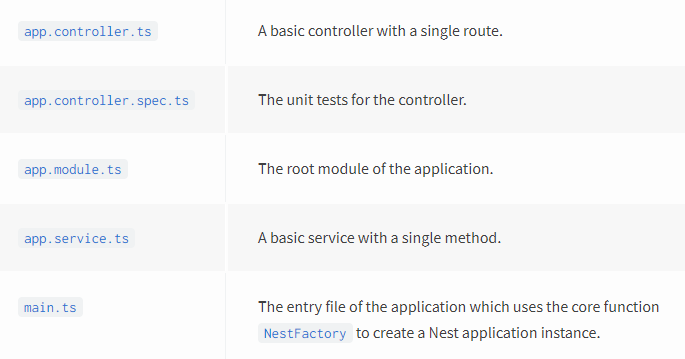 app.controller.ts A basic controller with a single route.
app.controller.spec.ts The unit tests for the controller.
app.module.ts The root module of the application.
app.service.ts A basic service with a single method.
main.ts The entry file of the application which uses the core function
NestFactory to create a Nest application instance.